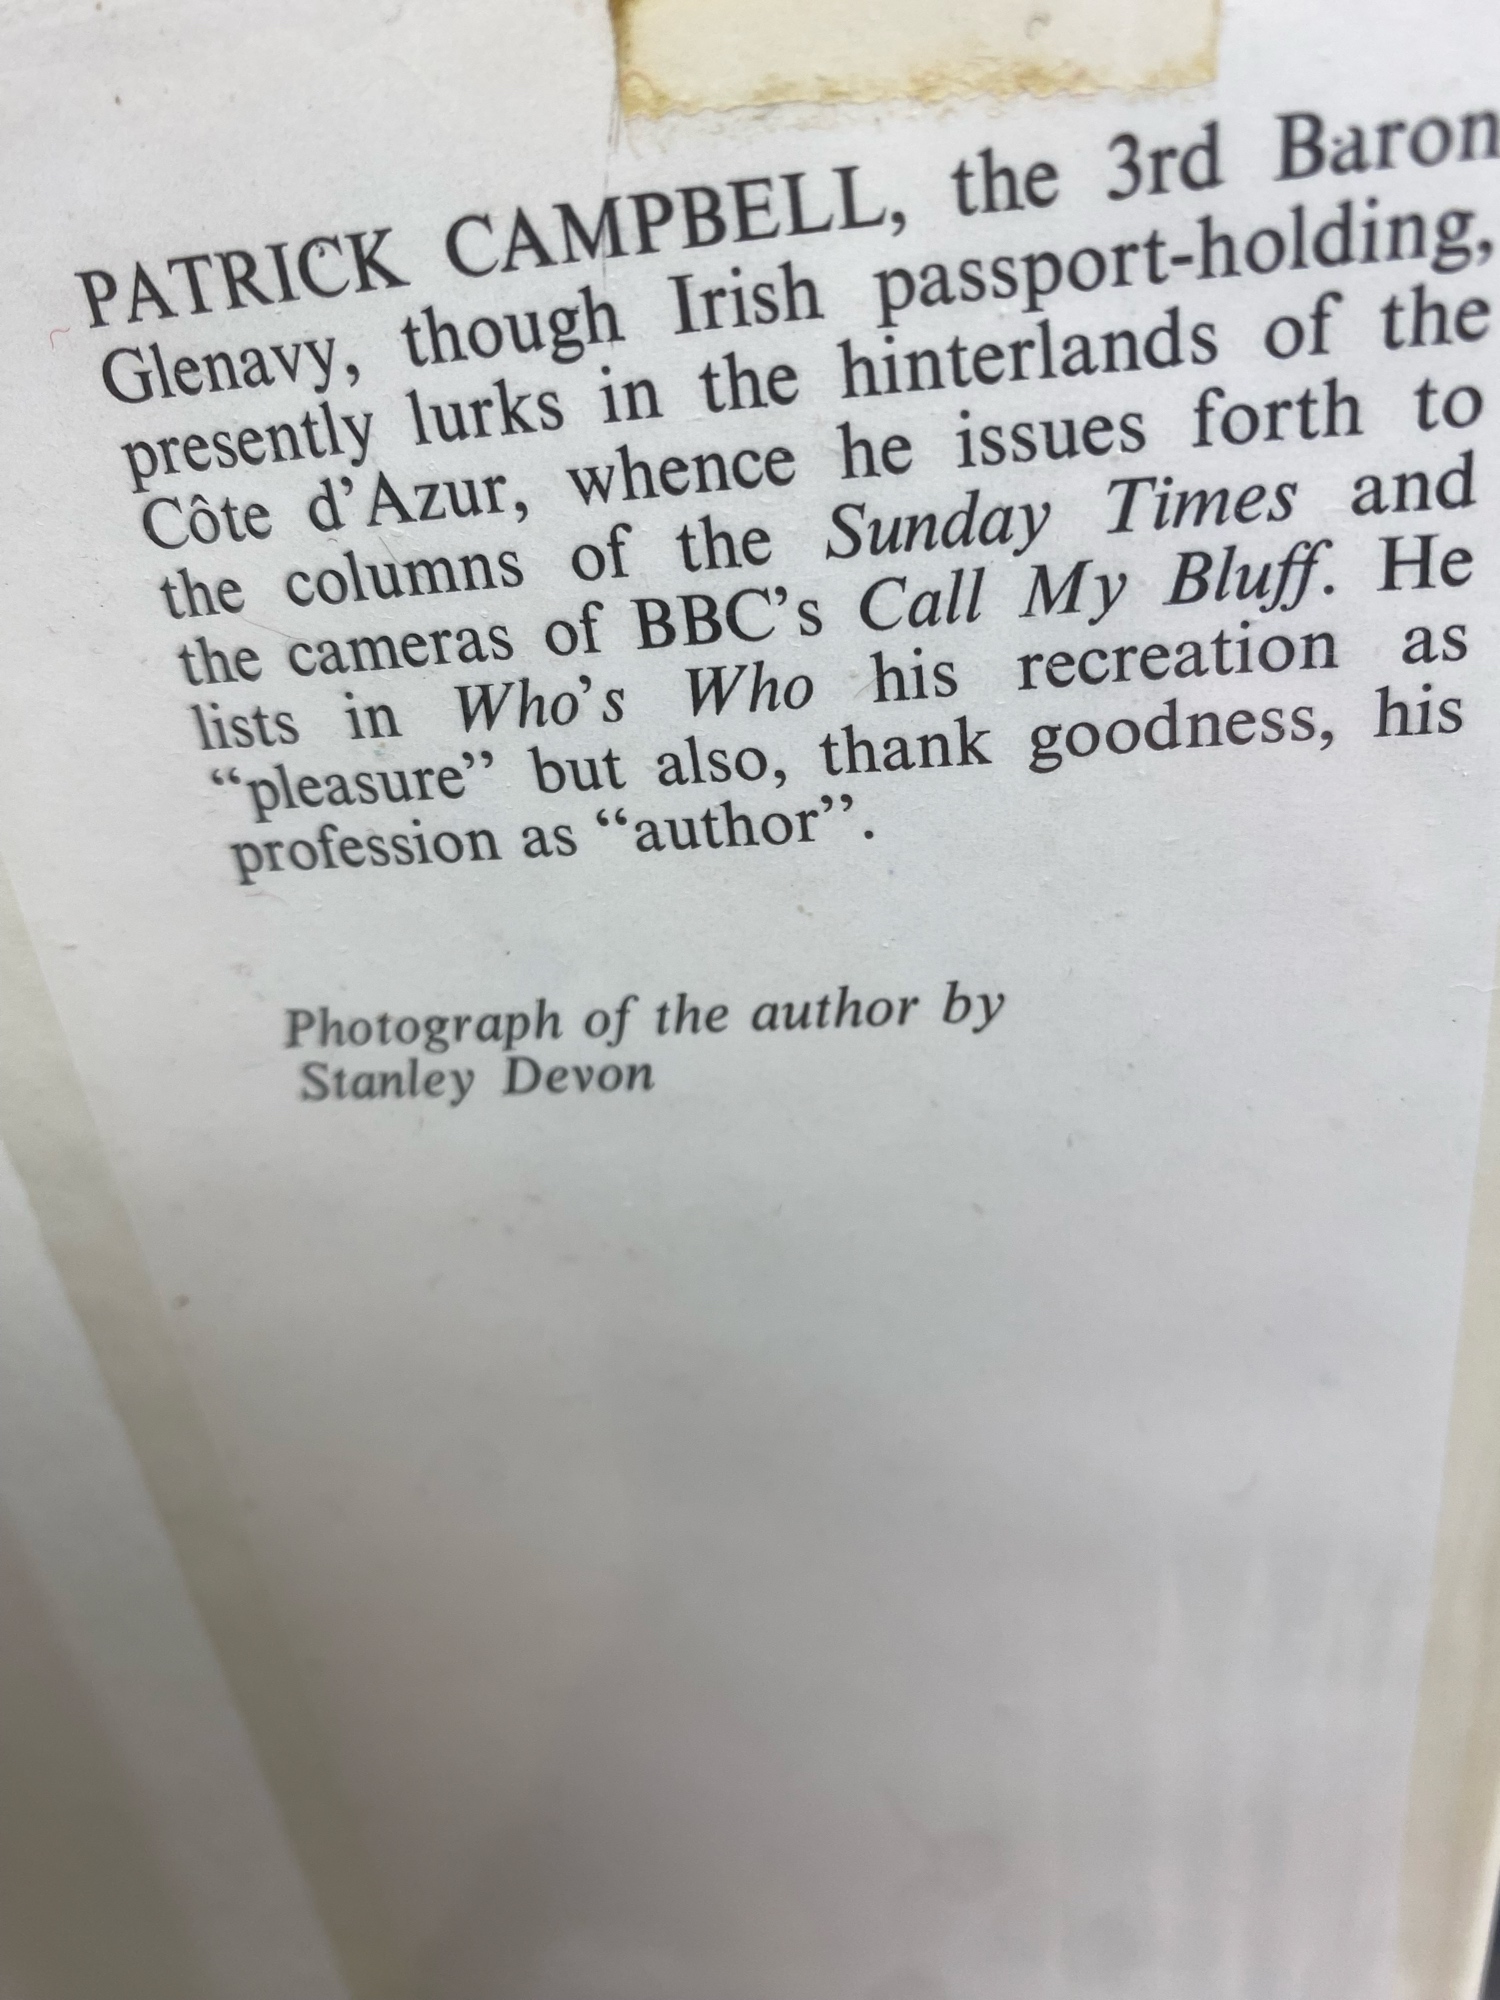 PATRICK CAMPBELL, the 3rd Baron
Glenavy, though Irish passport-holding,
presently lurks in the hinterlands of the
Côte d’Azur, whence he issues forth to
the columns of the Sunday Times and
the cameras of BBC’s Call My Bluff. He
lists in Who’s Who his recreation as
“pleasure” but also, thank goodness, his
profession as “author”.
Photograph of the author by
Stanley Devon